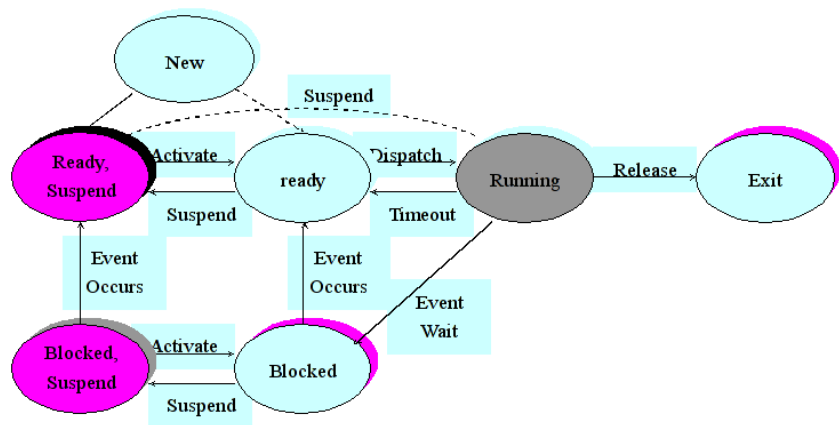 New
Suspend
Activate
Dispatch
Ready,
Suspend
ready
Running
Release
Exit
Suspend
Timeout
Event
Occurs
Event
Occurs
Event
Wait
Blocked,
Suspend
Activate
Blocked
Suspend